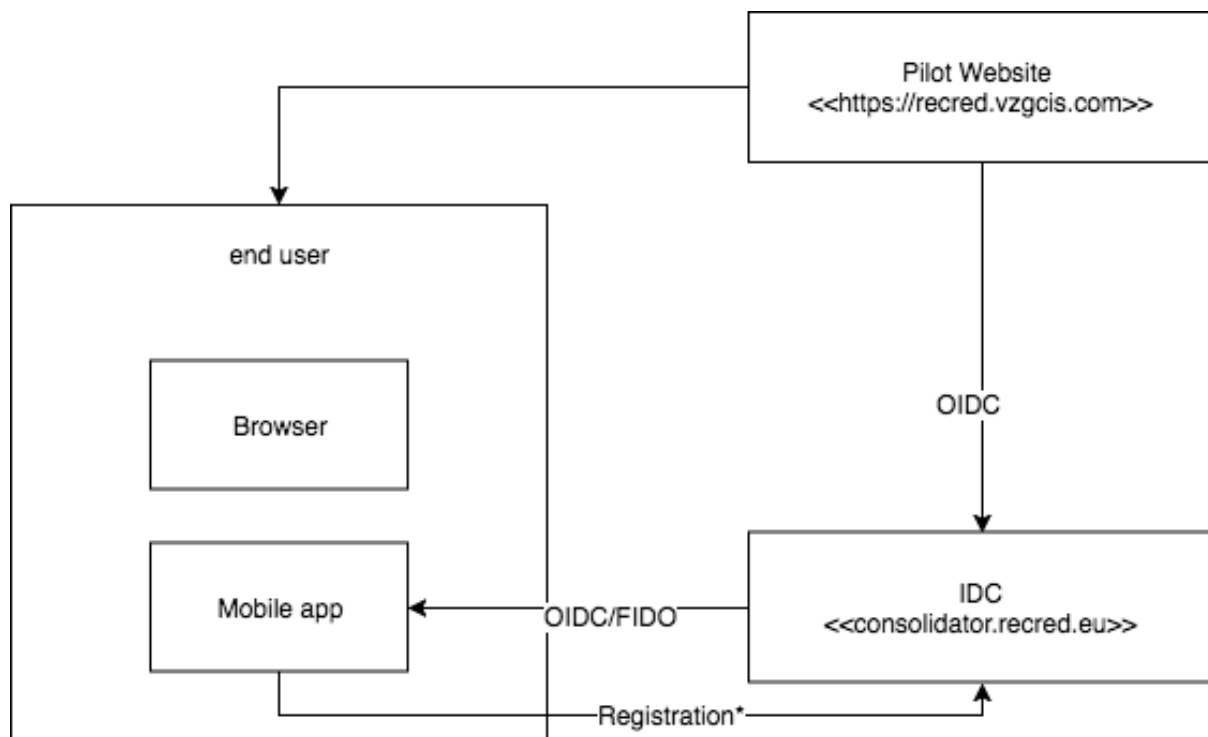 Pilot Website
<<https://recred.vzgcis.com>>
end user
Browser
OIDC
Mobile app
OIDC/FIDO
IDC
<<consolidator.recred.eu>>
Registration*